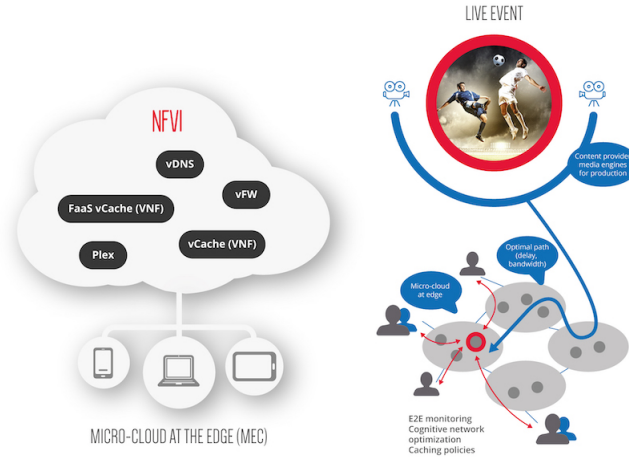 LIVE EVENT
NFVI
vDNS
vFW
FaaS vCache (VNF)
vCache (VNF)
Plex
MICRO-CLOUD AT THE EDGE (MEC)
Content provider
media engines
for production
Optimal path
(delay,
bandwidth)
Micro-cloud
at edge
E2E monitoring
Cognitive network
optimization
Caching policies